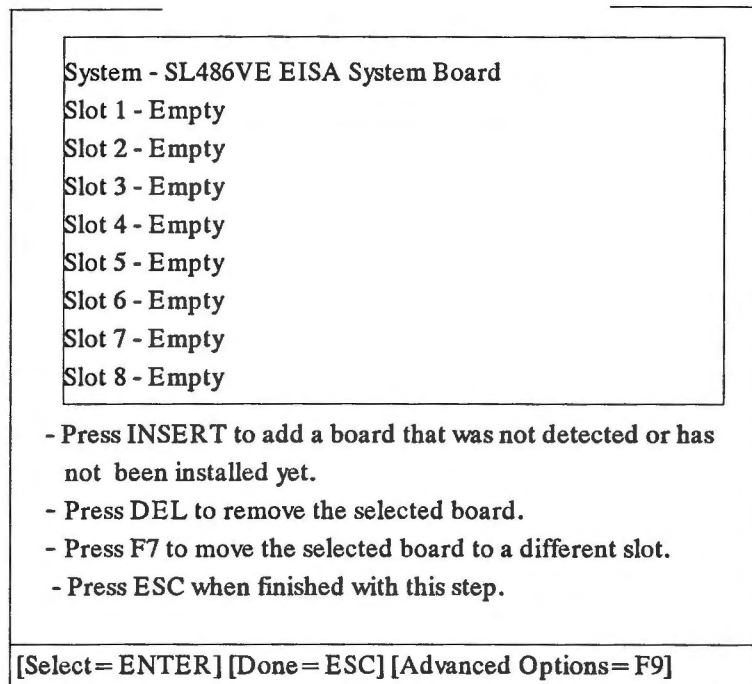 System - SL486VE EISA System Board
Slot 1 - Empty
Slot 2 - Empty
Slot 3 - Empty
Slot 4 - Empty
Slot 5 - Empty
Slot 6 - Empty
Slot 7 - Empty
Slot 8 - Empty
- Press INSERT to add a board that was not detected or has
not been installed yet.
- Press DEL to remove the selected board.
- Press F7 to move the selected board to a different slot.
- Press ESC when finished with this step.
[Select=ENTER] [Done=ESC] [Advanced Options=F9]